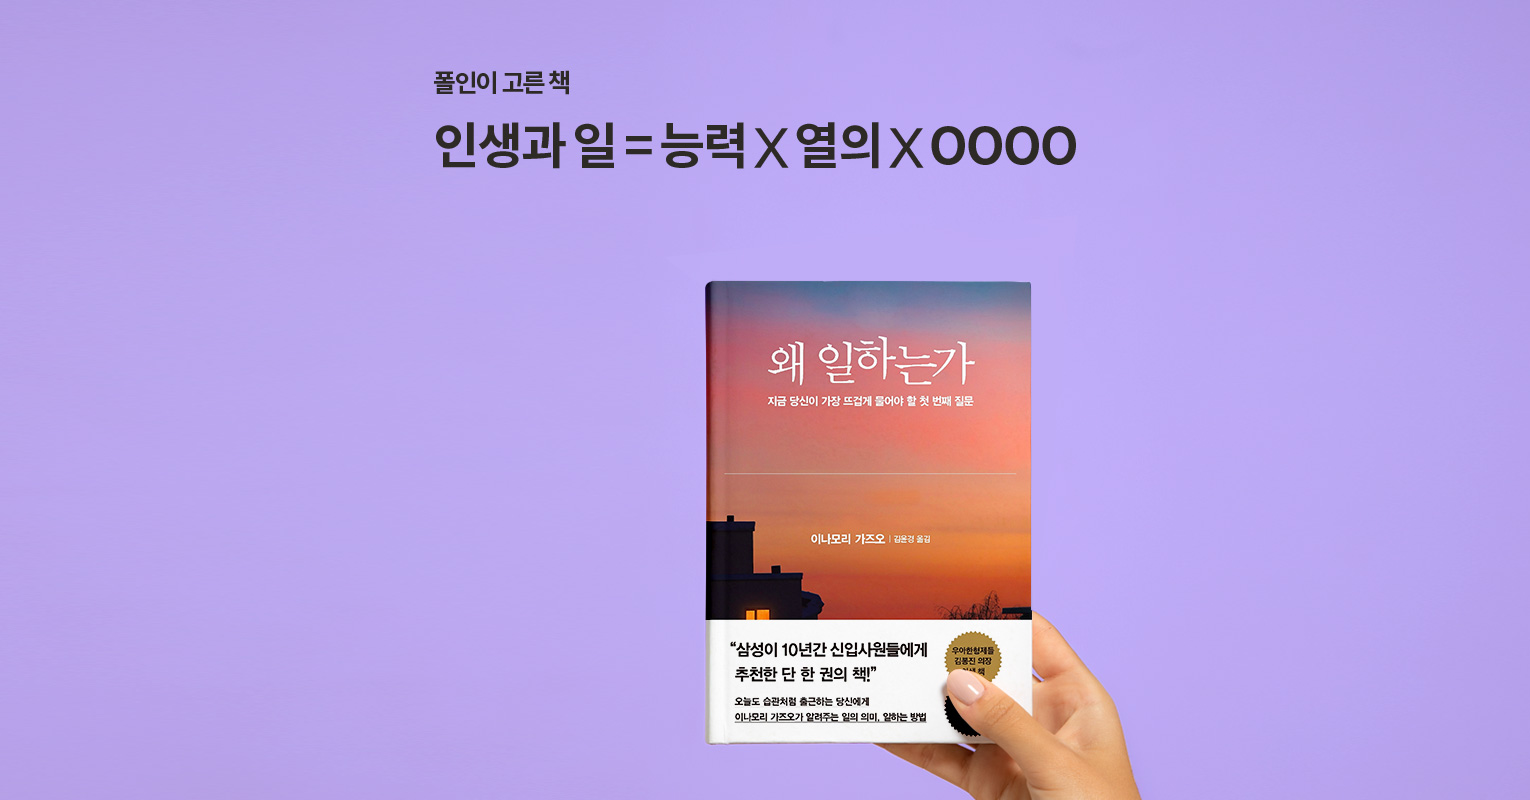 폴인이 고른 책
인생과 일 = 능력 X 열의 X OOOO
왜 일하는가
지금 당신이 가장 뜨겁게 물어야 할 첫 번째 질문
이나모리 가즈오 | 김윤경 옮김
“삼성이 10년간 신입사원들에게
추천한 단 한 권의 책!”
오늘도 습관처럼 출근하는 당신에게
이나모리 가즈오가 알려주는 일의 의미, 일하는 방법
우아한형제들
김봉진 의장
책